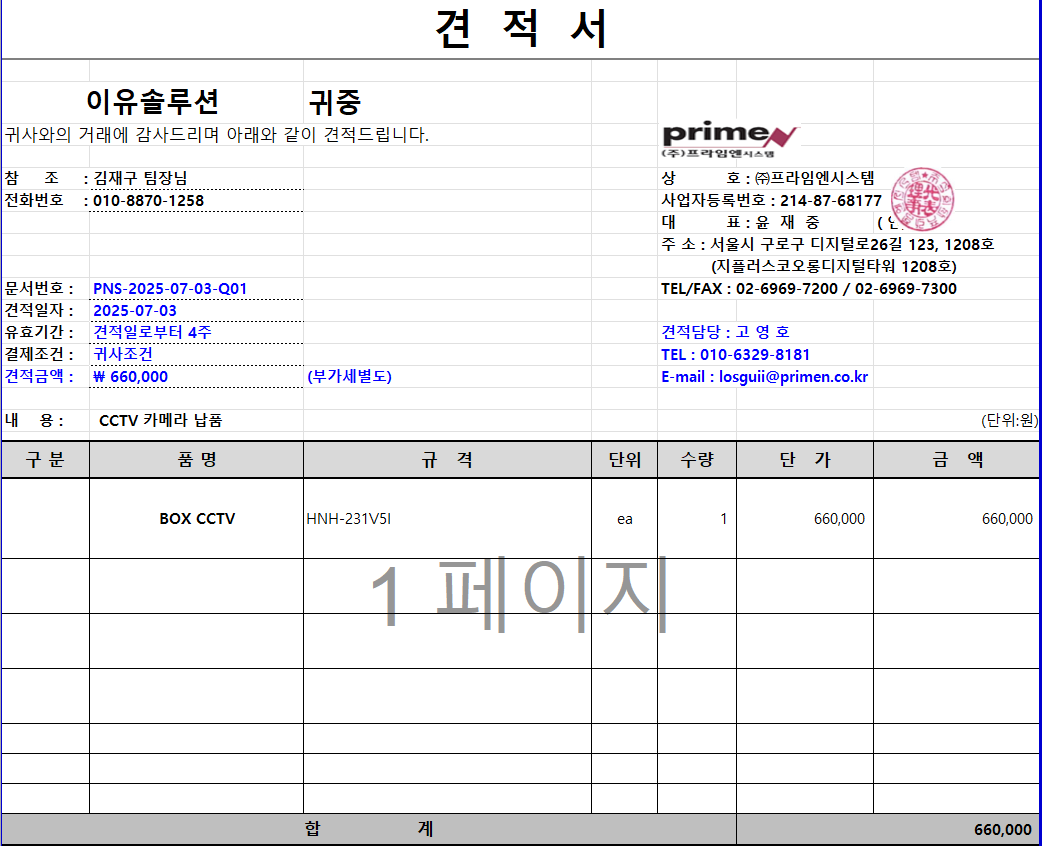 견 적 서
이유솔루션 귀중
귀사와의 거래에 감사드리며 아래와 같이 견적드립니다.
primeN
(주)프라임엔시스템
참 조 : 김재구 팀장님
상 호 : ㈜프라임엔시스템
전화번호 : 010-8870-1258
사업자등록번호 : 214-87-68177
대 표 : 윤 재 중 (
주 소 : 서울시 구로구 디지털로26길 123, 1208호
(지플러스코오롱디지털타워 1208호)
문서번호 : PNS-2025-07-03-Q01
TEL/FAX : 02-6969-7200 / 02-6969-7300
견적일자 : 2025-07-03
유효기간 : 견적일로부터 4주
견적담당 : 고 영 호
결제조건 : 귀사조건
TEL : 010-6329-8181
견적금액 : ₩ 660,000 (부가세별도)
E-mail : losguii@primen.co.kr
내 용 : CCTV 카메라 납품 (단위:원)
구 분 품 명 규 격 단위 수량 단 가 금 액
BOX CCTV HNH-231V5I ea 1 660,000 660,000
1 페이지
합 계 660,000